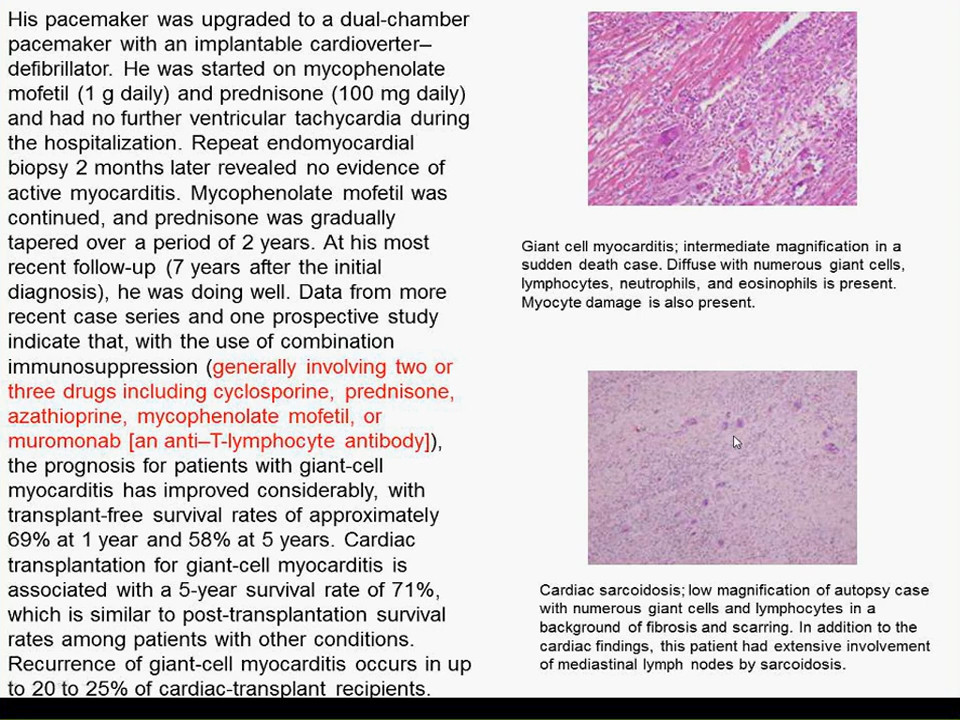 His pacemaker was upgraded to a dual-chamber
pacemaker with an implantable cardioverter–
defibrillator. He was started on mycophenolate
mofetil (1 g daily) and prednisone (100 mg daily)
and had no further ventricular tachycardia during
the hospitalization. Repeat endomyocardial
biopsy 2 months later revealed no evidence of
active myocarditis. Mycophenolate mofetil was
continued, and prednisone was gradually
tapered over a period of 2 years. At his most
recent follow-up (7 years after the initial
diagnosis), he was doing well. Data from more
recent case series and one prospective study
indicate that, with the use of combination
immunosuppression (generally involving two or
three drugs including cyclosporine, prednisone,
azathioprine, mycophenolate mofetil, or
muromonab [an anti–T-lymphocyte antibody]),
the prognosis for patients with giant-cell
myocarditis has improved considerably, with
transplant-free survival rates of approximately
69% at 1 year and 58% at 5 years. Cardiac
transplantation for giant-cell myocarditis is
associated with a 5-year survival rate of 71%,
which is similar to post-transplantation survival
rates among patients with other conditions.
Recurrence of giant-cell myocarditis occurs in up
to 20 to 25% of cardiac-transplant recipients.
Giant cell myocarditis; intermediate magnification in a
sudden death case. Diffuse with numerous giant cells,
lymphocytes, neutrophils, and eosinophils is present.
Myocyte damage is also present.
Cardiac sarcoidosis; low magnification of autopsy case
with numerous giant cells and lymphocytes in a
background of fibrosis and scarring. In addition to the
cardiac findings, this patient had extensive involvement
of mediastinal lymph nodes by sarcoidosis.